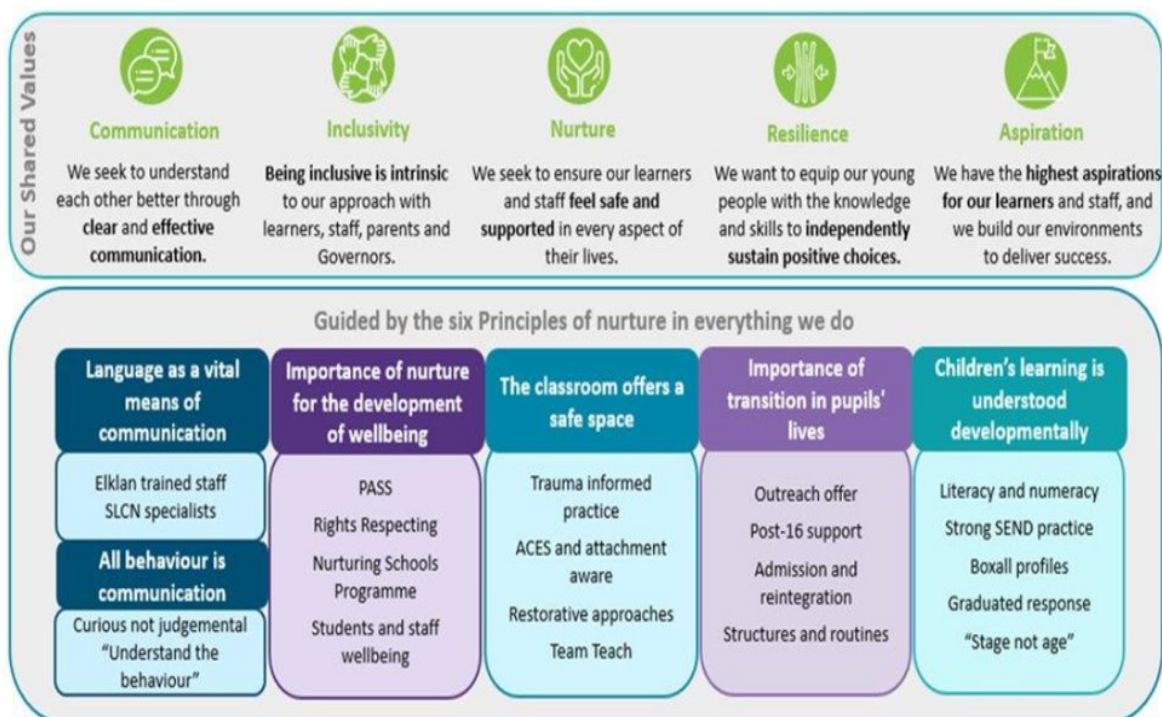 Our Shared Values
Communication
We seek to understand
each other better through
clear and effective
communication.
Inclusivity
Being inclusive is intrinsic
to our approach with
learners, staff, parents and
Governors.
Nurture
We seek to ensure our learners
and staff feel safe and
supported in every aspect of
their lives.
Resilience
We want to equip our young
people with the knowledge
and skills to independently
sustain positive choices.
Aspiration
We have the highest aspirations
for our learners and staff, and
we build our environments
to deliver success.
Guided by the six Principles of nurture in everything we do
Language as a vital
means of
communication
Elklan trained staff
SLCN specialists
All behaviour is
communication
Curious not judgemental
“Understand the
behaviour”
Importance of nurture
for the development
of wellbeing
PASS
Rights Respecting
Nurturing Schools
Programme
Students and staff
wellbeing
The classroom offers a
safe space
Trauma informed
practice
ACES and attachment
aware
Restorative approaches
Team Teach
Importance of
transition in pupils'
lives
Outreach offer
Post-16 support
Admission and
reintegration
Structures and routines
Children’s learning is
understood
developmentally
Literacy and numeracy
Strong SEND practice
Boxall profiles
Graduated response
“Stage not age”